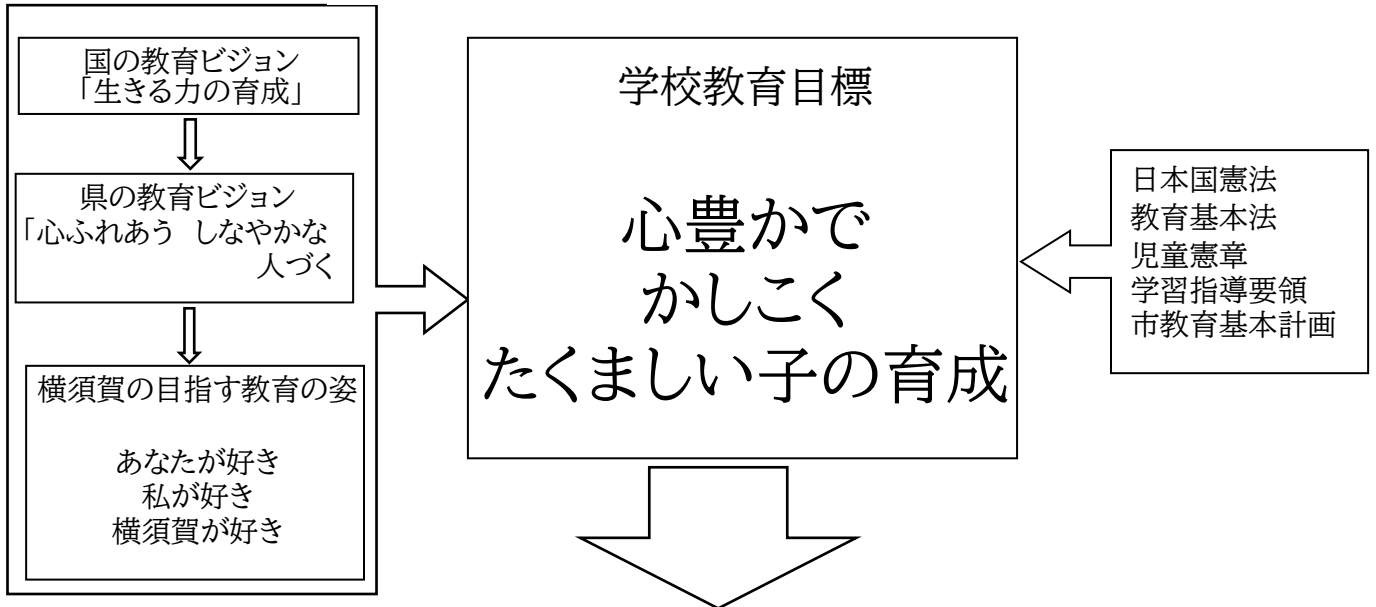 国の教育ビジョン
「生きる力の育成」
県の教育ビジョン
「心ふれあう しなやかな
人づく
横須賀の目指す教育の姿
あなたが好き
私が好き
横須賀が好き
学校教育目標
心豊かで
かしこく
たくましい子の育成
日本国憲法
教育基本法
児童憲章
学習指導要領
市教育基本計画